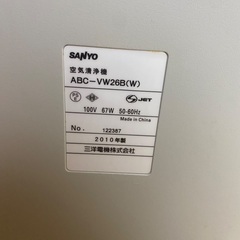 SANYO
空気清浄機
ABC-VW26B(W)
JET
100V 67W 50-60Hz
Made in China
No. 122387
2010年製
三洋電機株式会社